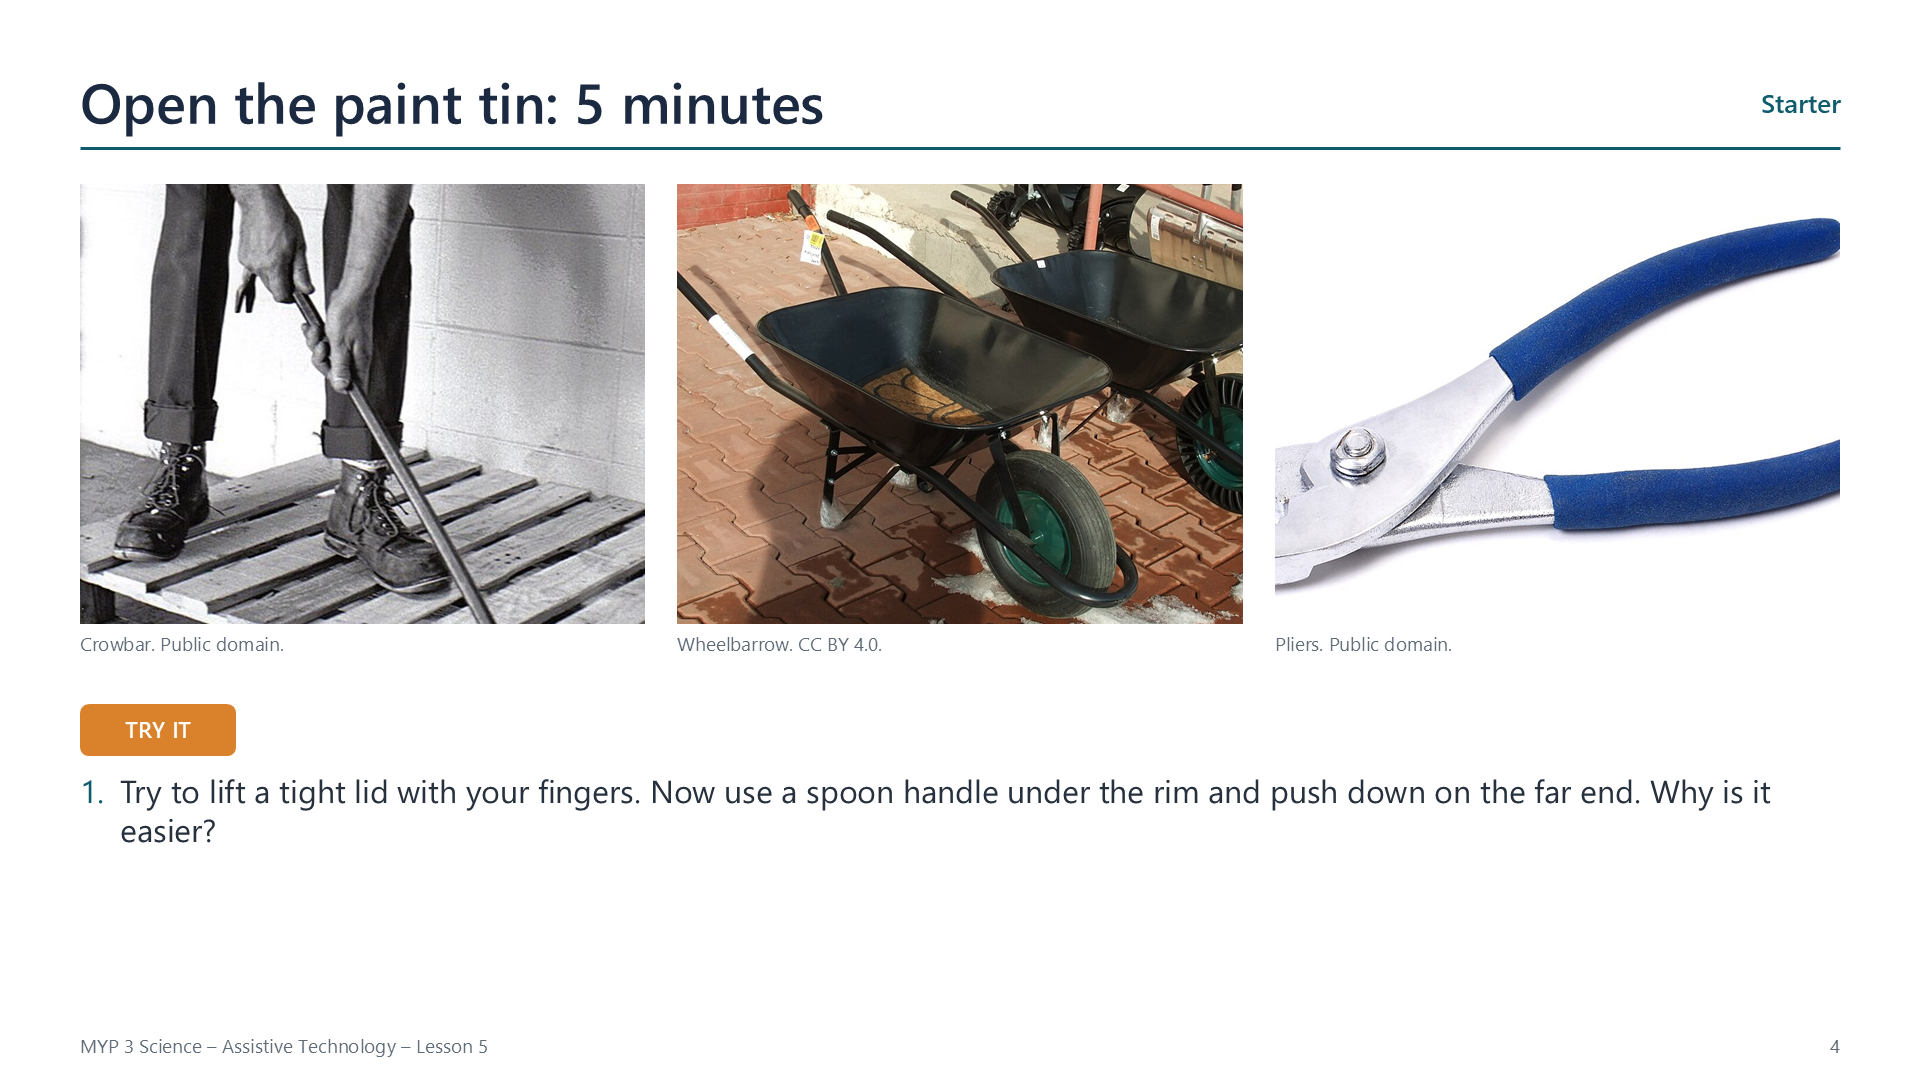 Open the paint tin: 5 minutes
Starter
Crowbar. Public domain.
Wheelbarrow. CC BY 4.0.
Pliers. Public domain.
TRY IT
1. Try to lift a tight lid with your fingers. Now use a spoon handle under the rim and push down on the far end. Why is it
easier?
MYP 3 Science – Assistive Technology – Lesson 5
4